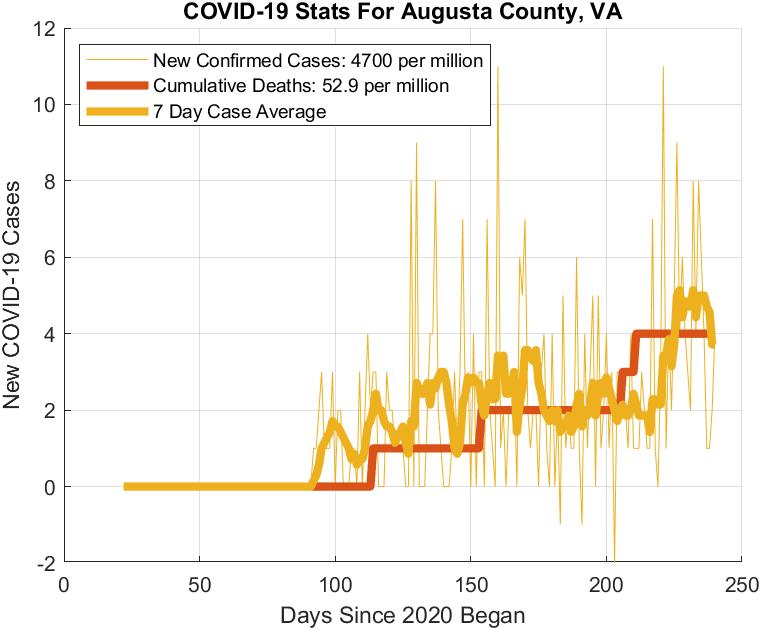 COVID-19 Stats For Augusta County, VA
New Confirmed Cases: 4700 per million
Cumulative Deaths: 52.9 per million
7 Day Case Average
New COVID-19 Cases
12
10
8
6
4
2
0
-2
0 50 100 150 200 250
Days Since 2020 Began